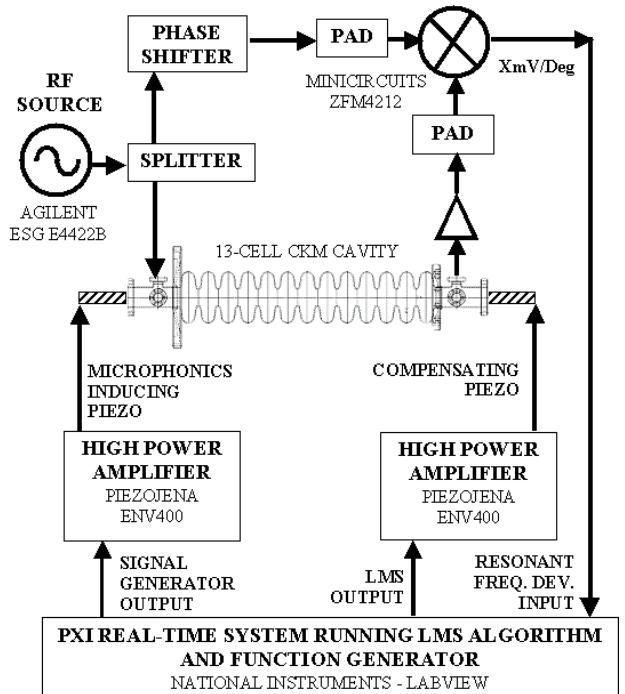 PHASE
SHIFTER
PAD
XmV/Deg
MINICIRCUITS
ZFM4212
RF
SOURCE
PAD
SPLITTER
AGILENT
ESG E4422B
13-CELL CKM CAVITY
MICROPHONICS
INDUCING
PIEZO
COMPENSATING
PIEZO
HIGH POWER
AMPLIFIER
PIEZOJENA
ENV400
HIGH POWER
AMPLIFIER
PIEZOJENA
ENV400
SIGNAL
GENERATOR
OUTPUT
LMS
OUTPUT
RESONANT
FREQ. DEV.
INPUT
PXI REAL-TIME SYSTEM RUNNING LMS ALGORITHM
AND FUNCTION GENERATOR
NATIONAL INSTRUMENTS - LABVIEW